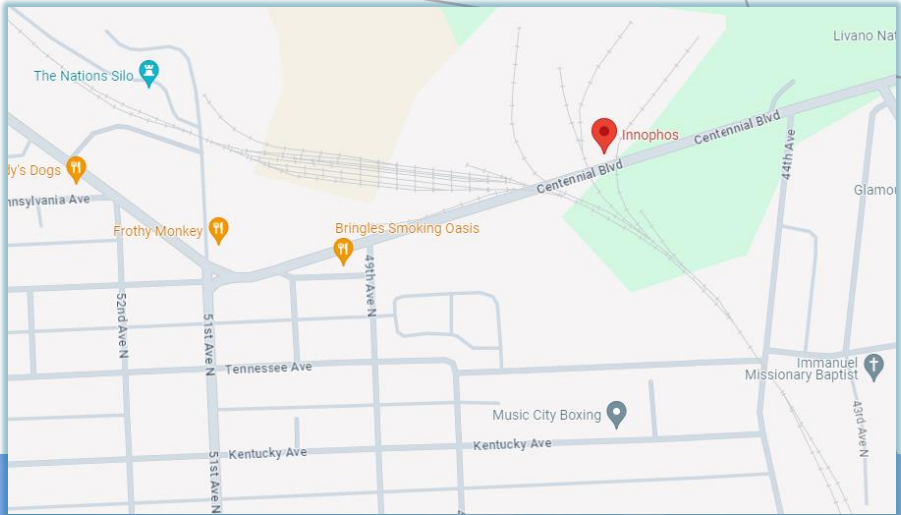 Livano Nat
The Nations Silo
Innophos
Centennial Blvd
Centennial Blvd
44th Ave
dy's Dogs
nnsylvania Ave
Glamor
Frothy Monkey
Bringles Smoking Oasis
49th Ave N
52nd Ave N
51st Ave N
Tennessee Ave
Immanuel
Missionary Baptist
Music City Boxing
43rd Ave N
Kentucky Ave
Kentucky Ave
51st Ave N